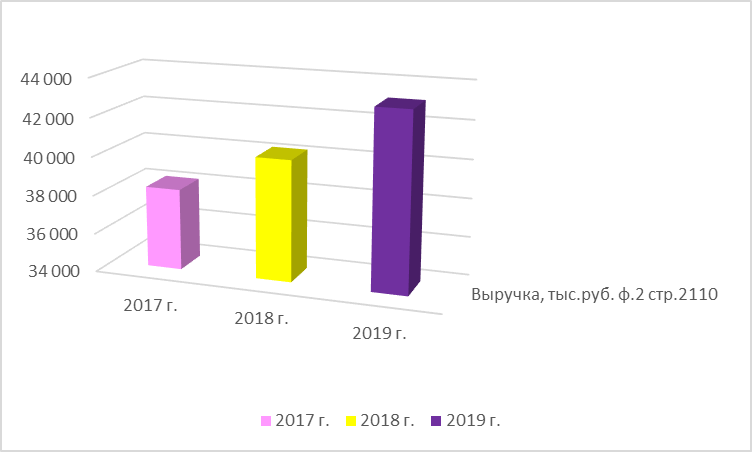 44 000
42 000
40 000
38 000
36 000
34 000
2017 г.
2018 г.
2019 г.
Выручка, тыс.руб. ф.2 стр.2110
2017 г. 2018 г. 2019 г.